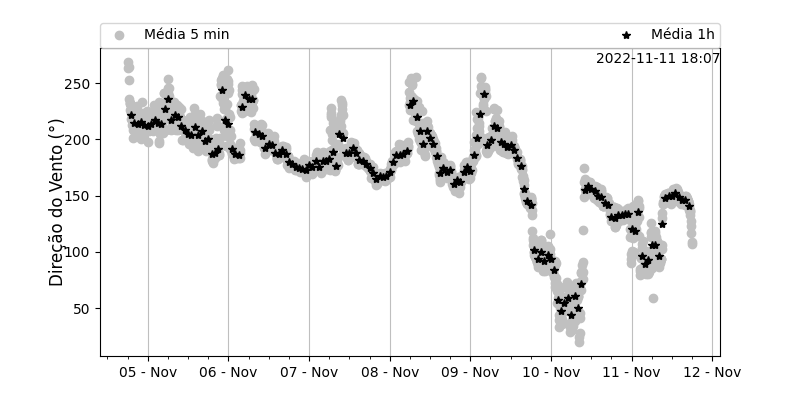 Média 5 min
Média 1h
2022-11-11 18:07
Direção do Vento (°)
250
200
150
100
50
05 - Nov
06 - Nov
07 - Nov
08 - Nov
09 - Nov
10 - Nov
11 - Nov
12 - Nov